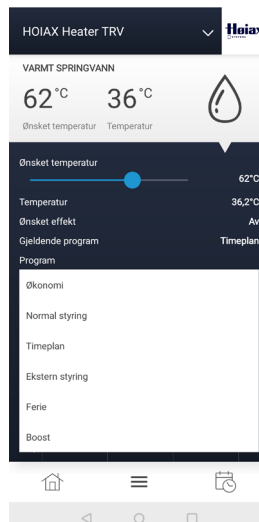 HOIAX Heater TRV
Høiax
VARMT SPRINGVANN
62°C 36°C
Ønsket temperatur Temperatur
Ønsket temperatur
62°C
Temperatur 36,2°C
Ønsket effekt Av
Gjeldende program Timeplan
Program
Økonomi
Normal styring
Timeplan
Ekstern styring
Ferie
Boost